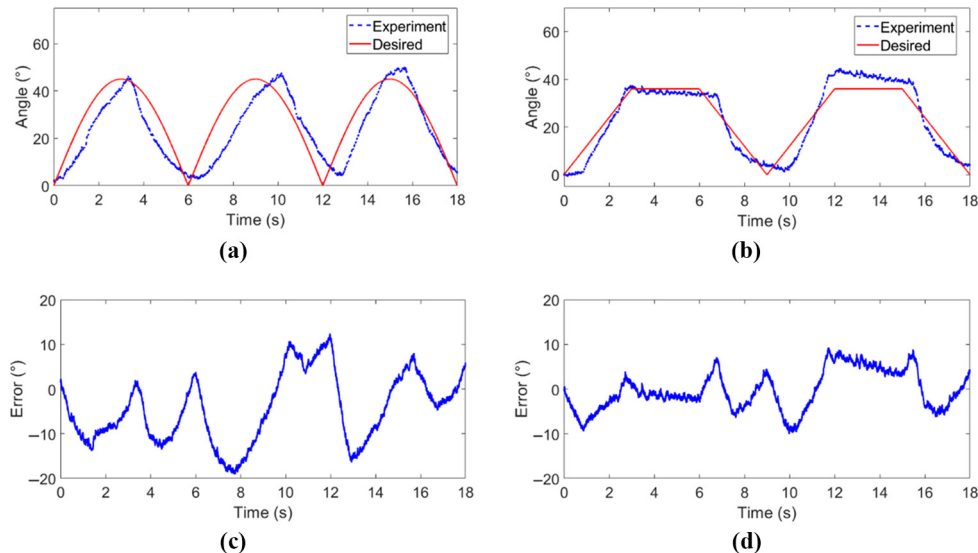 60
40
20
0
Angle (°)
Experiment
Desired
0 2 4 6 8 10 12 14 16 18
Time (s)
(a)
60
40
20
0
Angle (°)
Experiment
Desired
0 2 4 6 8 10 12 14 16 18
Time (s)
(b)
20
10
0
–10
–20
Error (°)
0 2 4 6 8 10 12 14 16 18
Time (s)
(c)
20
10
0
–10
–20
Error (°)
0 2 4 6 8 10 12 14 16 18
Time (s)
(d)